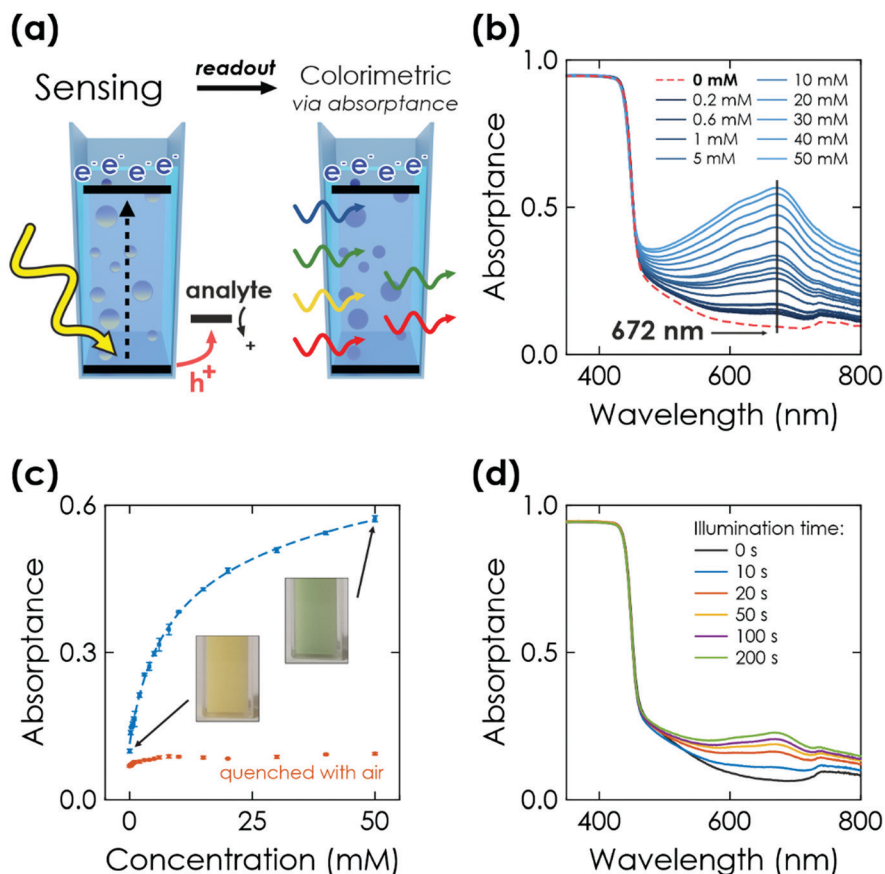 (a)
Sensing
readout
Colorimetric
via absorptance
e- e- e- e-
e- e- e- e-
analyte
+
h+
(b)
Absorptance
1.0
0.5
0.0
0 mM
0.2 mM
0.6 mM
1 mM
5 mM
10 mM
20 mM
30 mM
40 mM
50 mM
672 nm
400
600
800
Wavelength (nm)
(c)
Absorptance
0.6
0.3
0.0
quenched with air
0
25
50
Concentration (mM)
(d)
Absorptance
1.0
0.5
0.0
Illumination time:
0 s
10 s
20 s
50 s
100 s
200 s
400
600
800
Wavelength (nm)